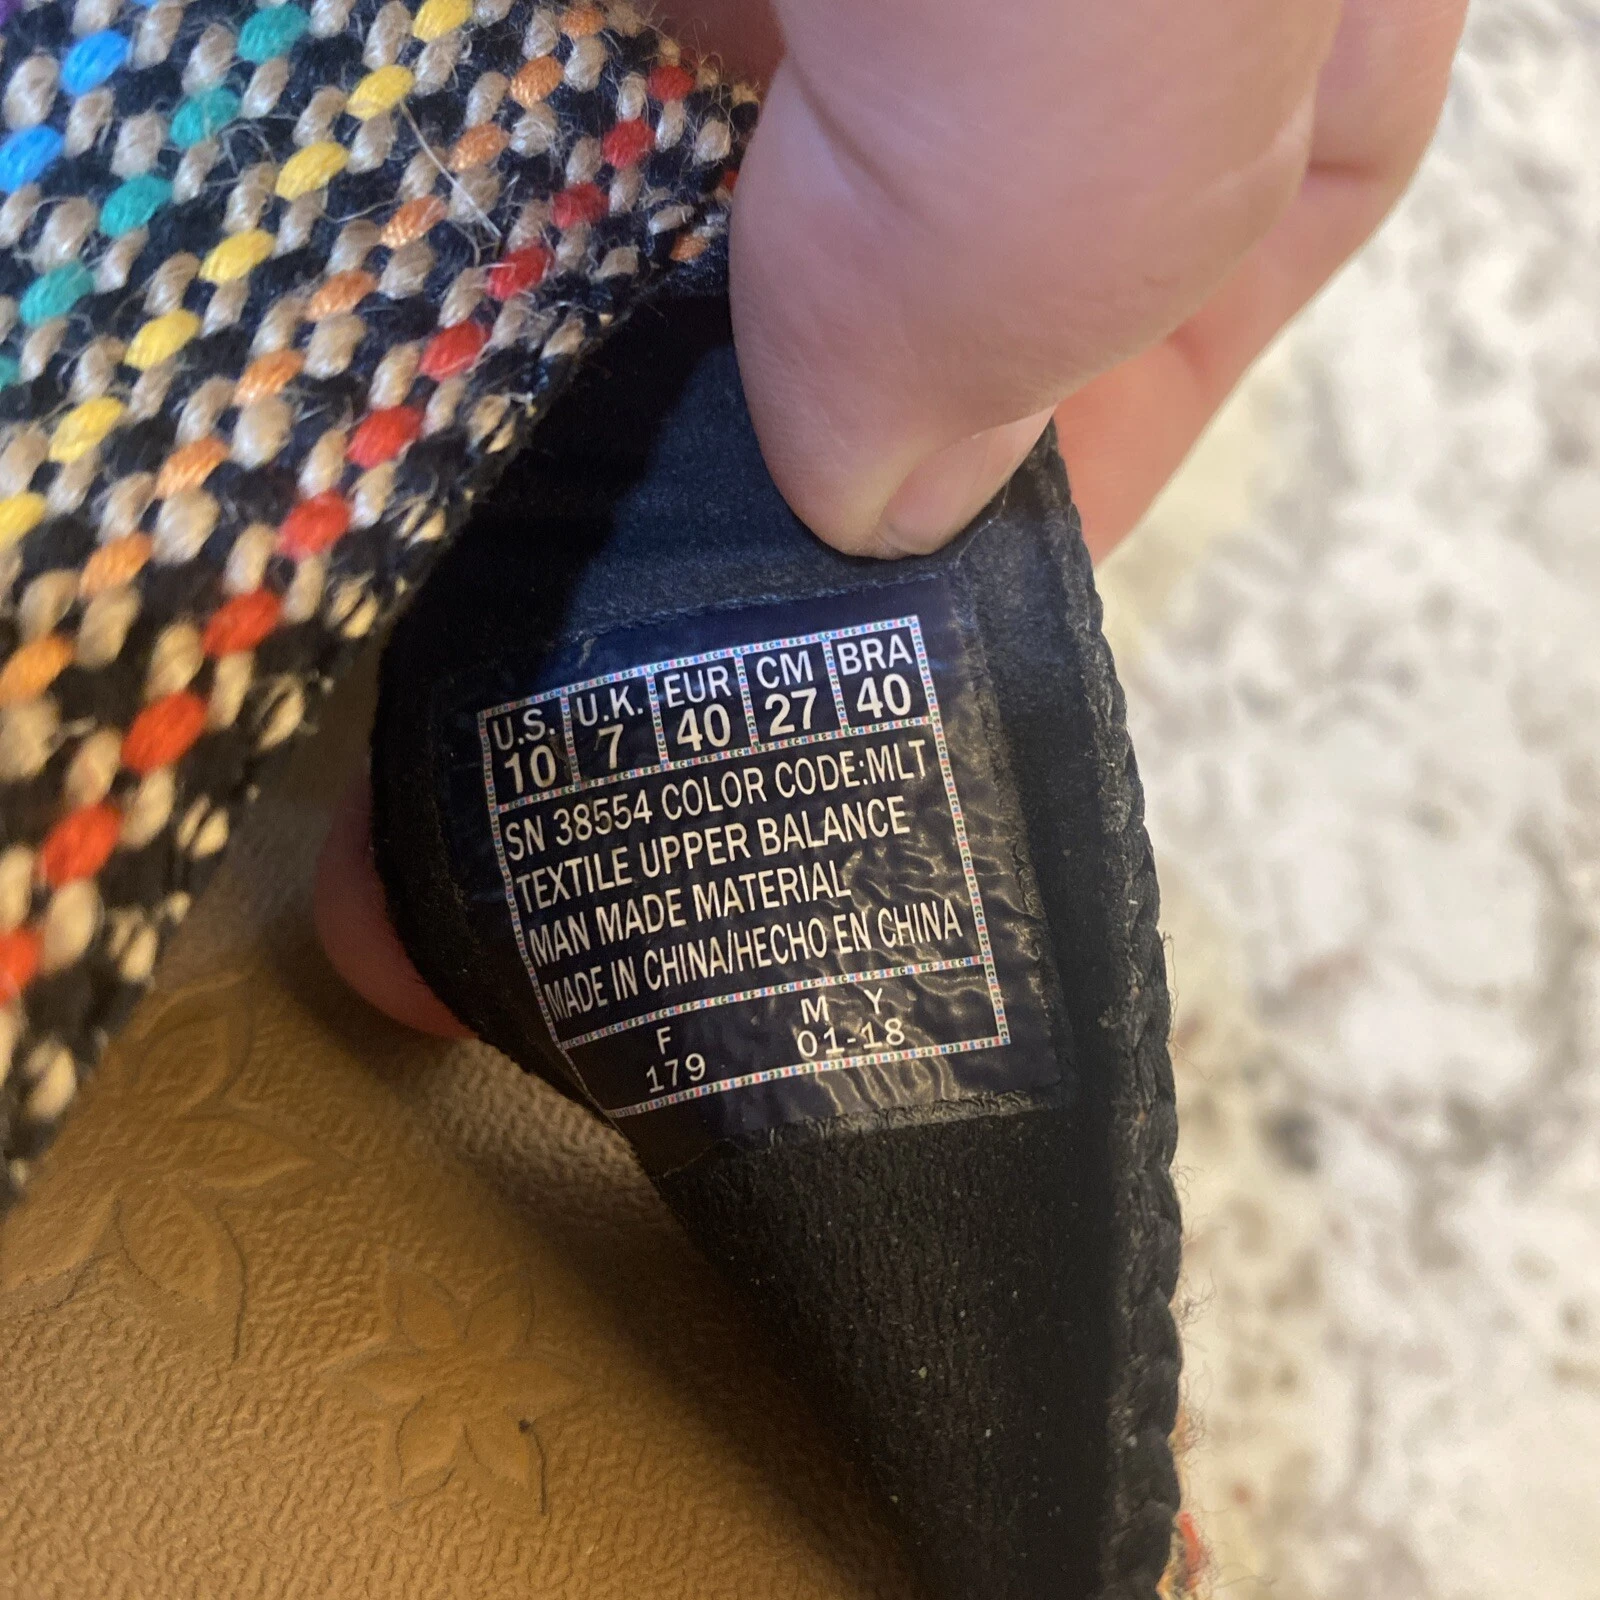 U.S. U.K. EUR CM BRA
10 7 40 27 40
SN 38554 COLOR CODE:MLT
TEXTILE UPPER BALANCE
MAN MADE MATERIAL
MADE IN CHINA/HECHO EN CHINA
F M Y
179 01-18